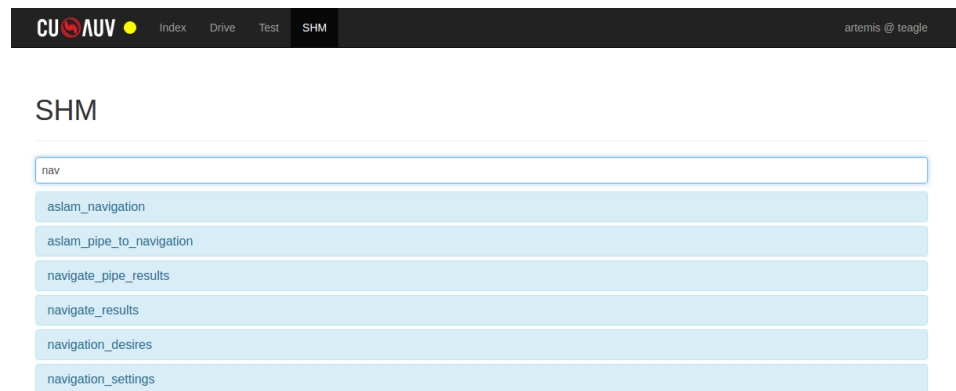 CUAUV Index Drive Test SHM artemis @ teagle
SHM
nav
aslam_navigation
aslam_pipe_to_navigation
navigate_pipe_results
navigate_results
navigation_desires
navigation_settings